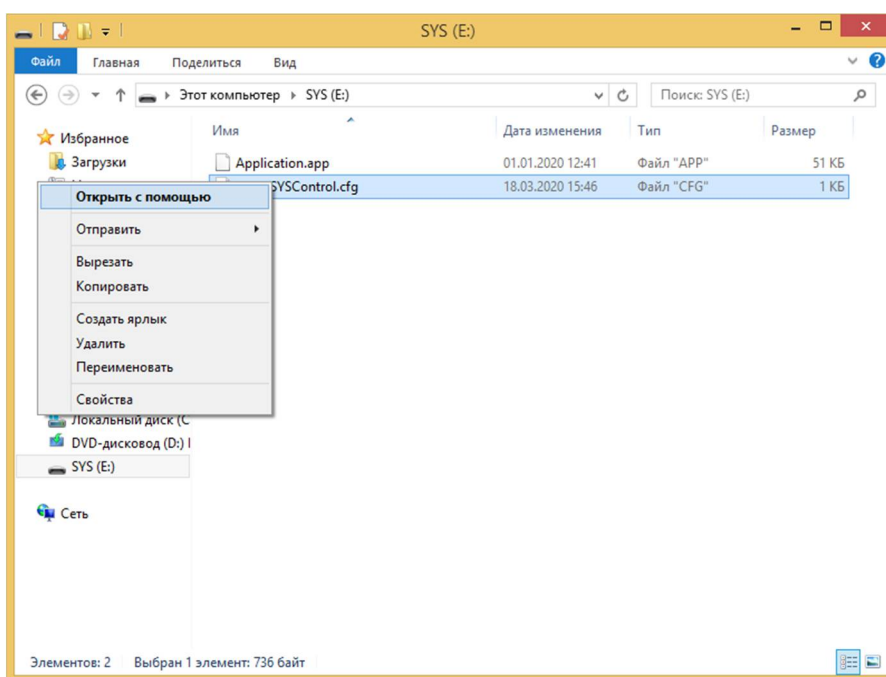 SYS (E:)
Файл Главная Поделиться Вид
Этот компьютер SYS (E:) Поиск: SYS (E:)
Имя Дата изменения Тип Размер
Избранное
Загрузки
Application.app 01.01.2020 12:41 Файл "APP" 51 КБ
SYSControl.cfg 18.03.2020 15:46 Файл "CFG" 1 КБ
Открыть с помощью
Отправить
Вырезать
Копировать
Создать ярлык
Удалить
Переименовать
Свойства
Локальный диск (C
DVD-дисковод (D:)
SYS (E:)
Сеть
Элементов: 2 Выбран 1 элемент: 736 байт